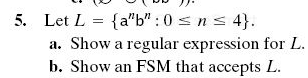 5. Let L = {aⁿbⁿ : 0 ≤ n ≤ 4}.
a. Show a regular expression for L.
b. Show an FSM that accepts L.